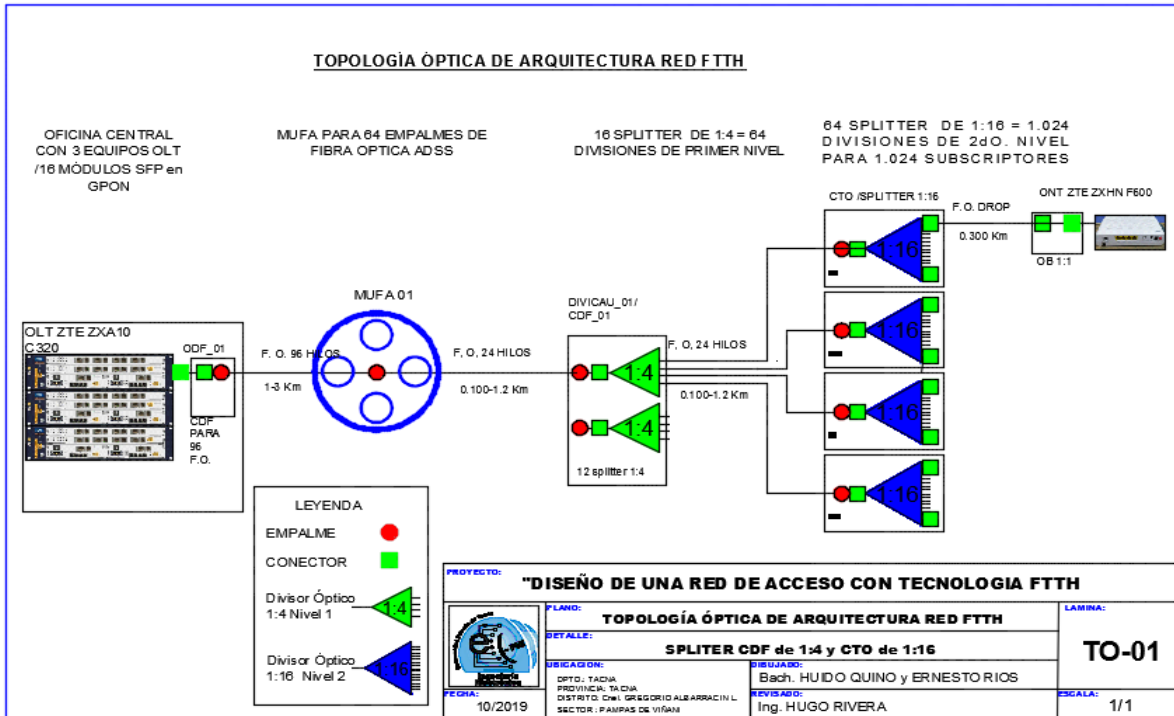 TOPOLOGÌA ÓPTICA DE ARQUITECTURA RED FTTH
OFICINA CENTRAL
CON 3 EQUIPOS OLT
/16 MÓDULOS SFP en
GPON
MUFA PARA 64 EMPALMES DE
FIBRA OPTICA ADSS
16 SPLITTER DE 1:4 = 64
DIVISIONES DE PRIMER NIVEL
64 SPLITTER DE 1:16 = 1.024
DIVISIONES DE 2dO. NIVEL
PARA 1.024 SUBSCRIPTORES
CTO /SPLITTER 1:16
F.O. DROP
0.300 Km
ONT ZTE ZXHN F600
OB 1:1
1:16
1:16
1:16
1:16
OLT ZTE ZXA10
C320
ODF_01
CDF
PARA
96
F.O.
F. O. 96 HILOS
1-3 Km
MUFA 01
F, O, 24 HILOS
0.100-1.2 Km
DIVICAU_01/
CDF_01
1:4
1:4
12 splitter 1:4
F, O, 24 HILOS
0.100-1.2 Km
LEYENDA
EMPALME
CONECTOR
Divisor Óptico
1:4 Nivel 1
1:4
Divisor Óptico
1:16 Nivel 2
1:16
PROYECTO:
"DISEÑO DE UNA RED DE ACCESO CON TECNOLOGIA FTTH
PLANO:
TOPOLOGÍA ÓPTICA DE ARQUITECTURA RED FTTH
DETALLE:
SPLITER CDF de 1:4 y CTO de 1:16
LAMINA:
TO-01
UBICACION:
DPTO.: TACNA
PROVINCIA: TACNA
DISTRITO: Crel. GREGORIO ALBARRACIN L.
SECTOR: PAMPAS DE VIÑANI
DIBUJADO:
Bach. HUIDO QUINO y ERNESTO RIOS
REVISADO:
Ing. HUGO RIVERA
FECHA:
10/2019
ESCALA:
1/1